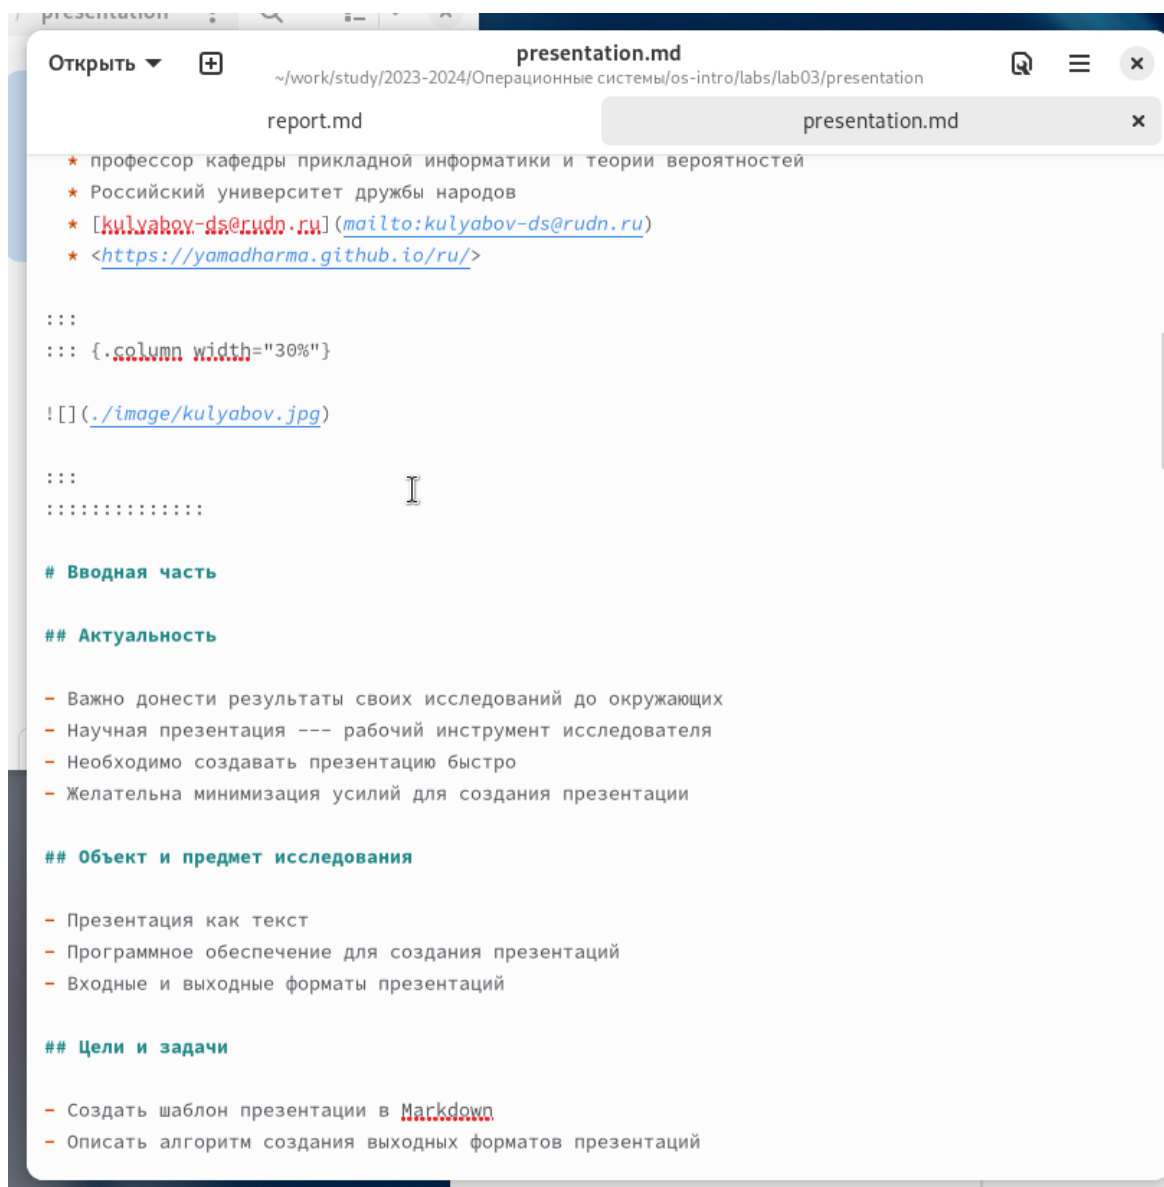 presentation
Открыть
presentation.md
~/work/study/2023-2024/Операционные системы/os-intro/labs/lab03/presentation
report.md
presentation.md
* профессор кафедры прикладной информатики и теории вероятностей
* Российский университет дружбы народов
* [kulyabov-ds@rudn.ru](mailto:kulyabov-ds@rudn.ru)
* <https://yamadharma.github.io/ru/>
:::
::: {.column width="30%"}
![](./image/kulyabov.jpg)
:::
::::::::::::::
# Вводная часть
## Актуальность
- Важно донести результаты своих исследований до окружающих
- Научная презентация --- рабочий инструмент исследователя
- Необходимо создавать презентацию быстро
- Желательна минимизация усилий для создания презентации
## Объект и предмет исследования
- Презентация как текст
- Программное обеспечение для создания презентаций
- Входные и выходные форматы презентаций
## Цели и задачи
- Создать шаблон презентации в Markdown
- Описать алгоритм создания выходных форматов презентаций